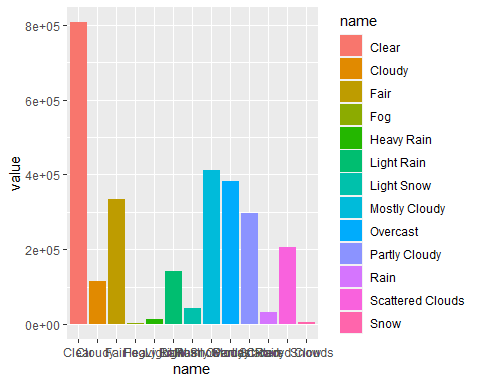 8e+05
6e+05
4e+05
2e+05
0e+00
value
name
name
Clear
Cloudy
Fair
Fog
Heavy Rain
Light Rain
Light Snow
Mostly Cloudy
Overcast
Partly Cloudy
Rain
Scattered Clouds
Snow